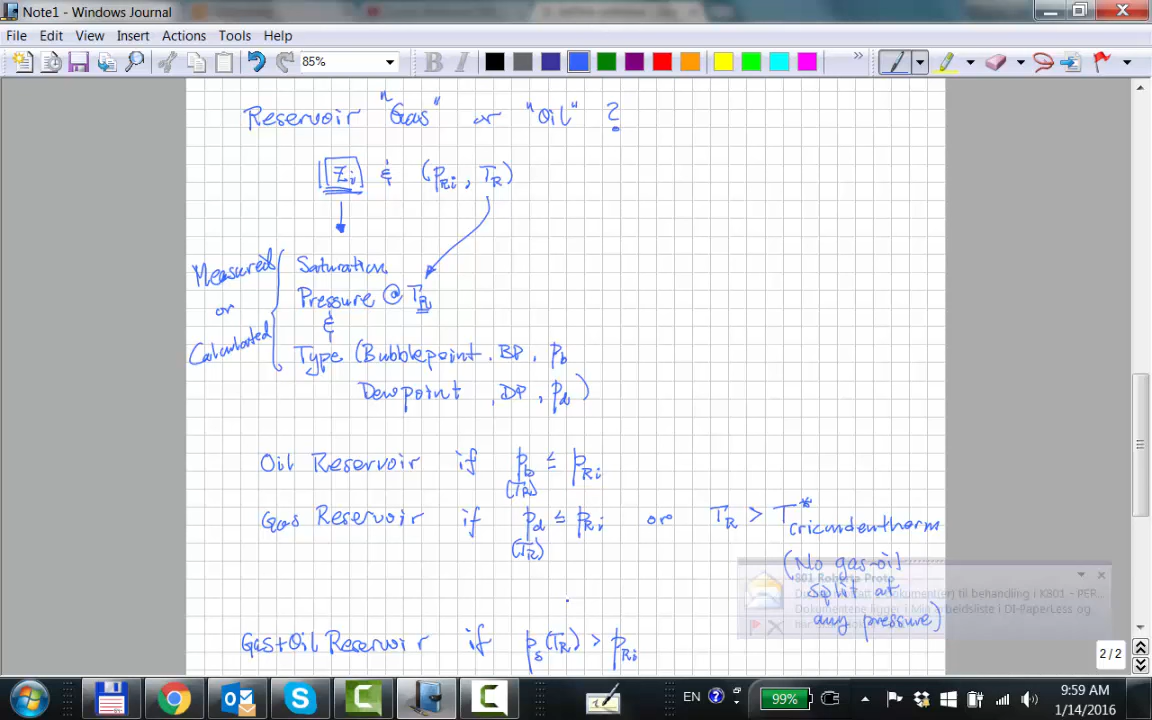 Note1 - Windows Journal
File Edit View Insert Actions Tools Help
85%
B I
Reservoir "Gas" or "Oil" ?
Zi & (pRi, TR)
Measured
or
Calculated
Saturation
Pressure @ TR
&
Type (Bubblepoint, BP, pb
Dewpoint, DP, pd)
Oil Reservoir if pb ≤ pRi
(TR)
Gas Reservoir if pd ≤ pRi or TR > T*cricondentherm
(TR)
(No gas-oil
split at
any pressure)
801 Roberta Proto
Gas+Oil Reservoir if ps(TR) > pRi
2 / 2
EN
99%
9:59 AM
1/14/2016